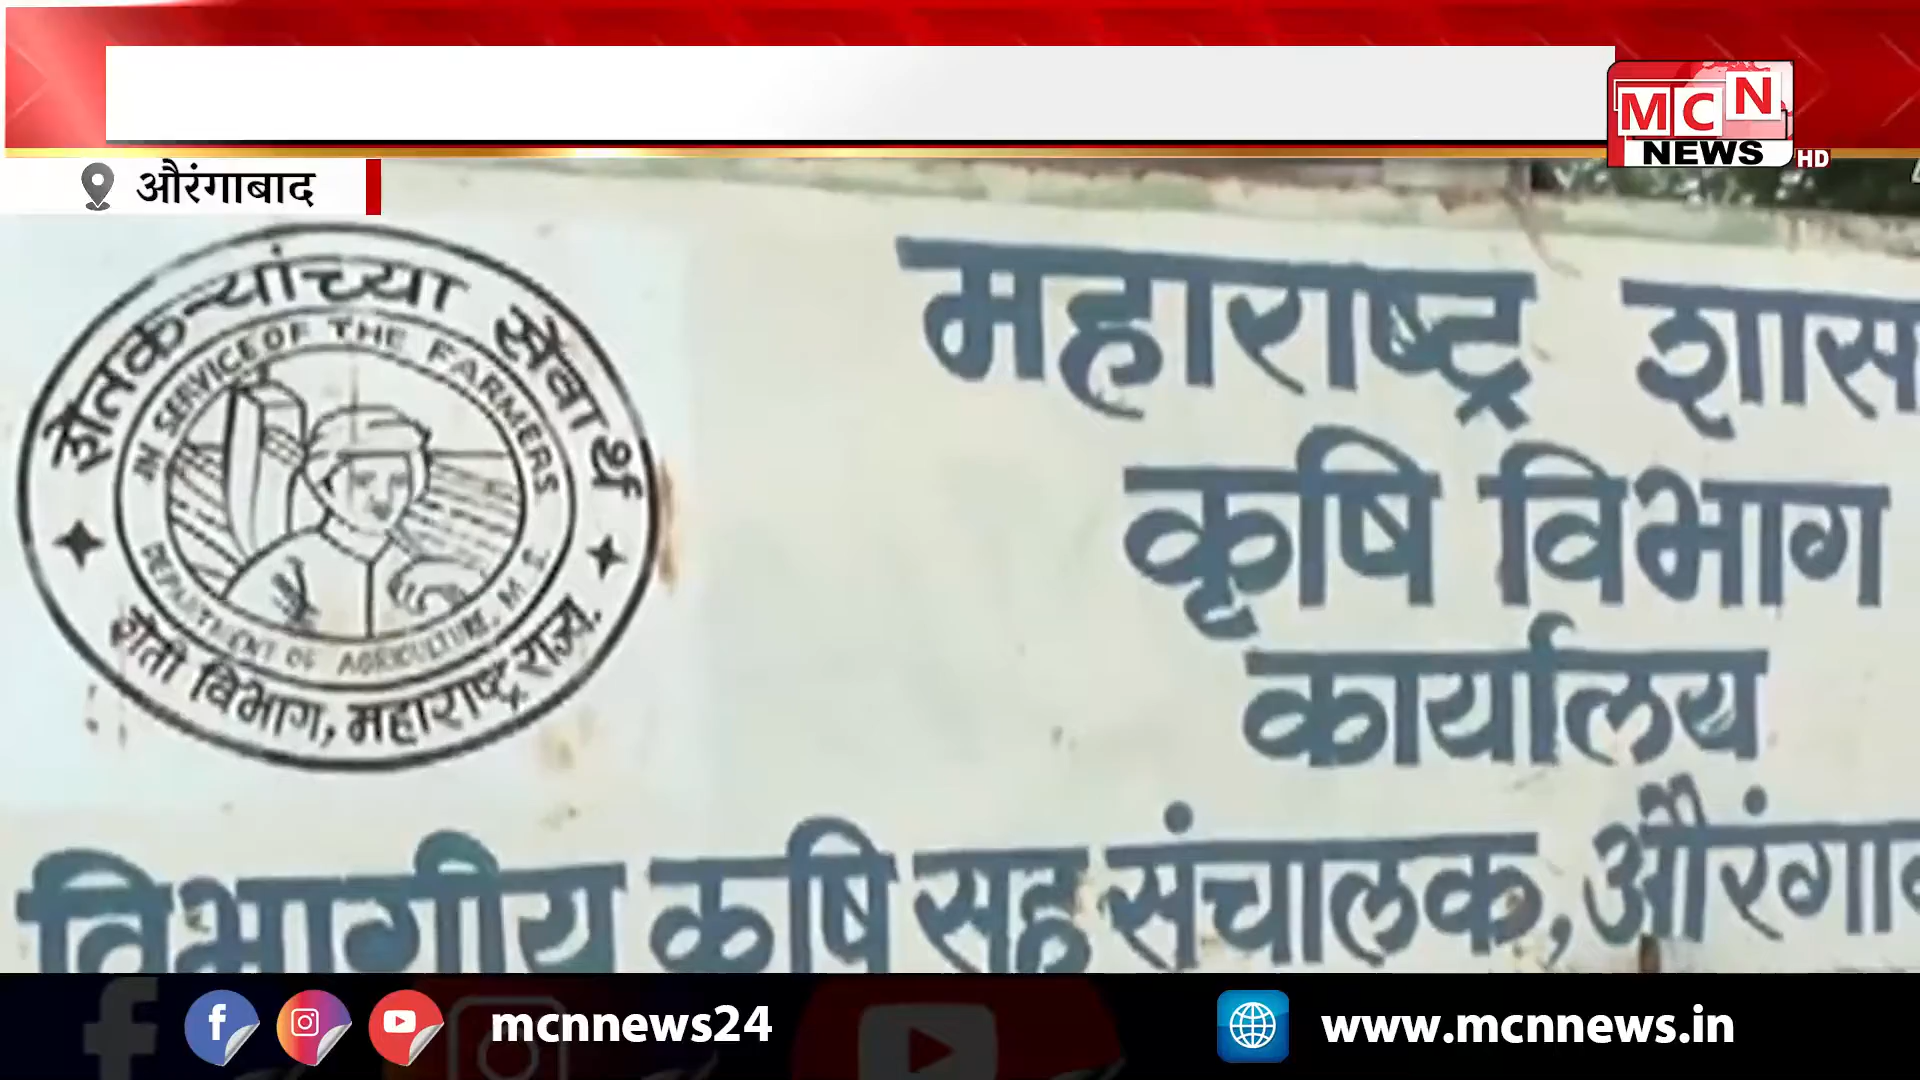 MCN
NEWS HD
औरंगाबाद
शेतकऱ्यांच्या सेवार्थ
IN SERVICE OF THE FARMERS
DEPARTMENT OF AGRICULTURE, M. S.
शेती विभाग, महाराष्ट्र राज्य.
महाराष्ट्र शास
कृषि विभाग
कार्यालय
विभागीय कृषि सह संचालक, औरंगाब
mcnnews24
www.mcnnews.in